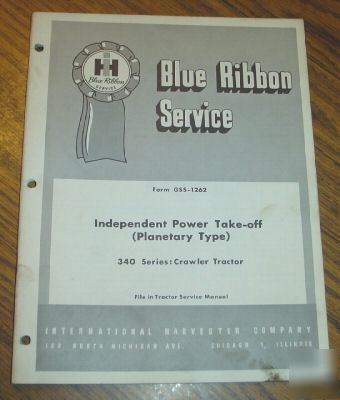 IH
Blue Ribbon
SERVICE
Blue Ribbon
Service
Form GSS-1262
Independent Power Take-off
(Planetary Type)
340 Series: Crawler Tractor
File in Tractor Service Manual
INTERNATIONAL HARVESTER COMPANY
180 NORTH MICHIGAN AVE. CHICAGO 1, ILLINOIS